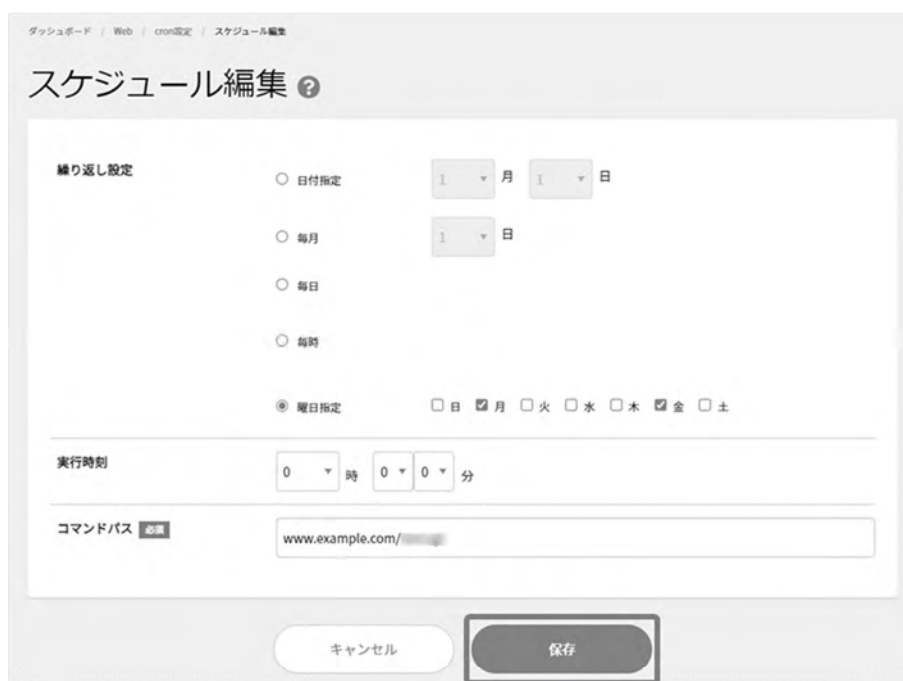 ダッシュボード / Web / cron設定 / スケジュール編集
スケジュール編集 ?
繰り返し設定
日付指定 1 月 1 日
毎月 1 日
毎日
毎時
曜日指定 日 月 火 水 木 金 土
実行時刻 0 時 0 0 分
コマンドパス 必須 www.example.com/
キャンセル 保存